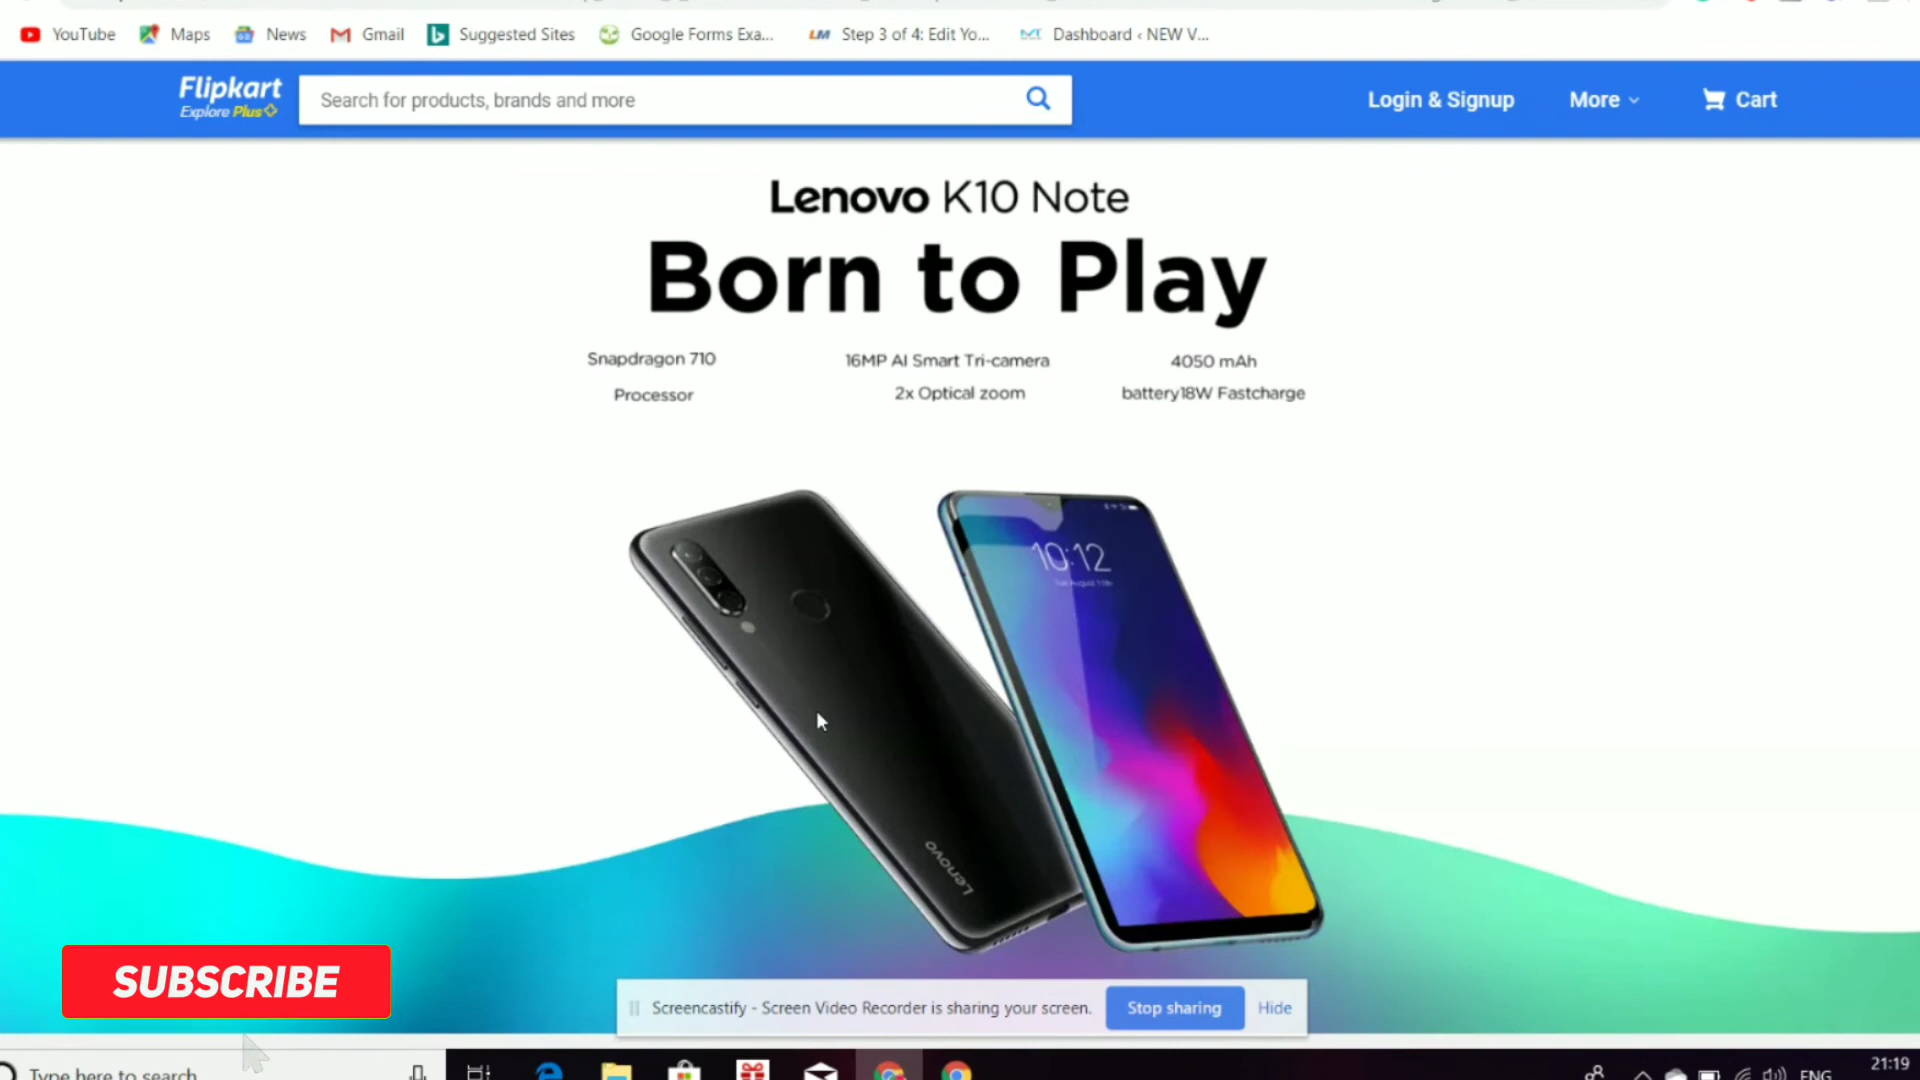 YouTube Maps News Gmail Suggested Sites Google Forms Exa... Step 3 of 4: Edit Yo... Dashboard ‹ NEW V...
Flipkart
Explore Plus
Search for products, brands and more
Login & Signup More Cart
Lenovo K10 Note
Born to Play
Snapdragon 710
Processor
16MP AI Smart Tri-camera
2x Optical zoom
4050 mAh
battery18W Fastcharge
10:12
Lenovo
SUBSCRIBE
Screencastify - Screen Video Recorder is sharing your screen. Stop sharing Hide
Type here to search
ENG
21:19